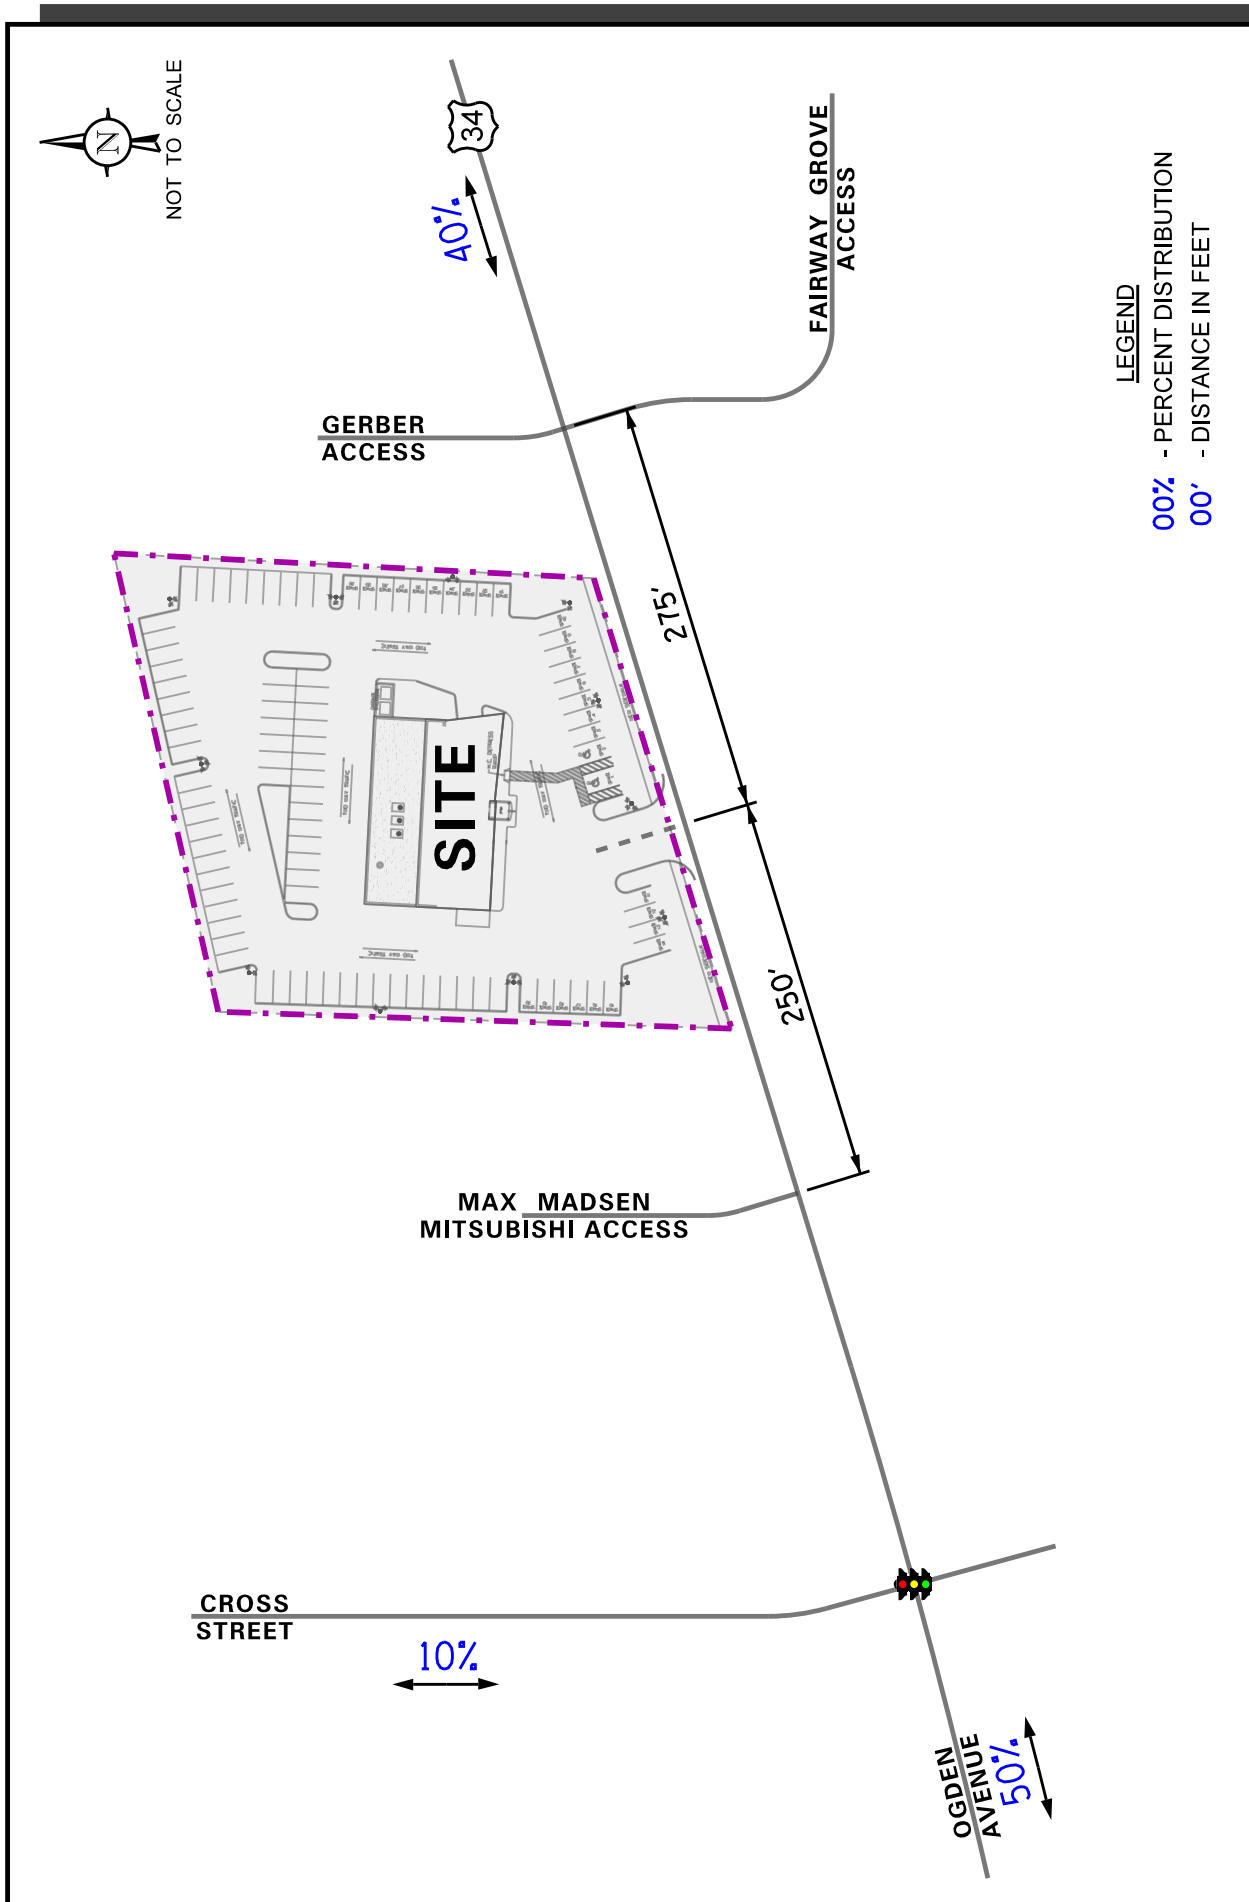 N
NOT TO SCALE
34
40%
FAIRWAY GROVE
ACCESS
GERBER
ACCESS
LEGEND
00% - PERCENT DISTRIBUTION
00' - DISTANCE IN FEET
275'
SITE
250'
MAX MADSEN
MITSUBISHI ACCESS
CROSS
STREET
10%
OGDEN
AVENUE
50%